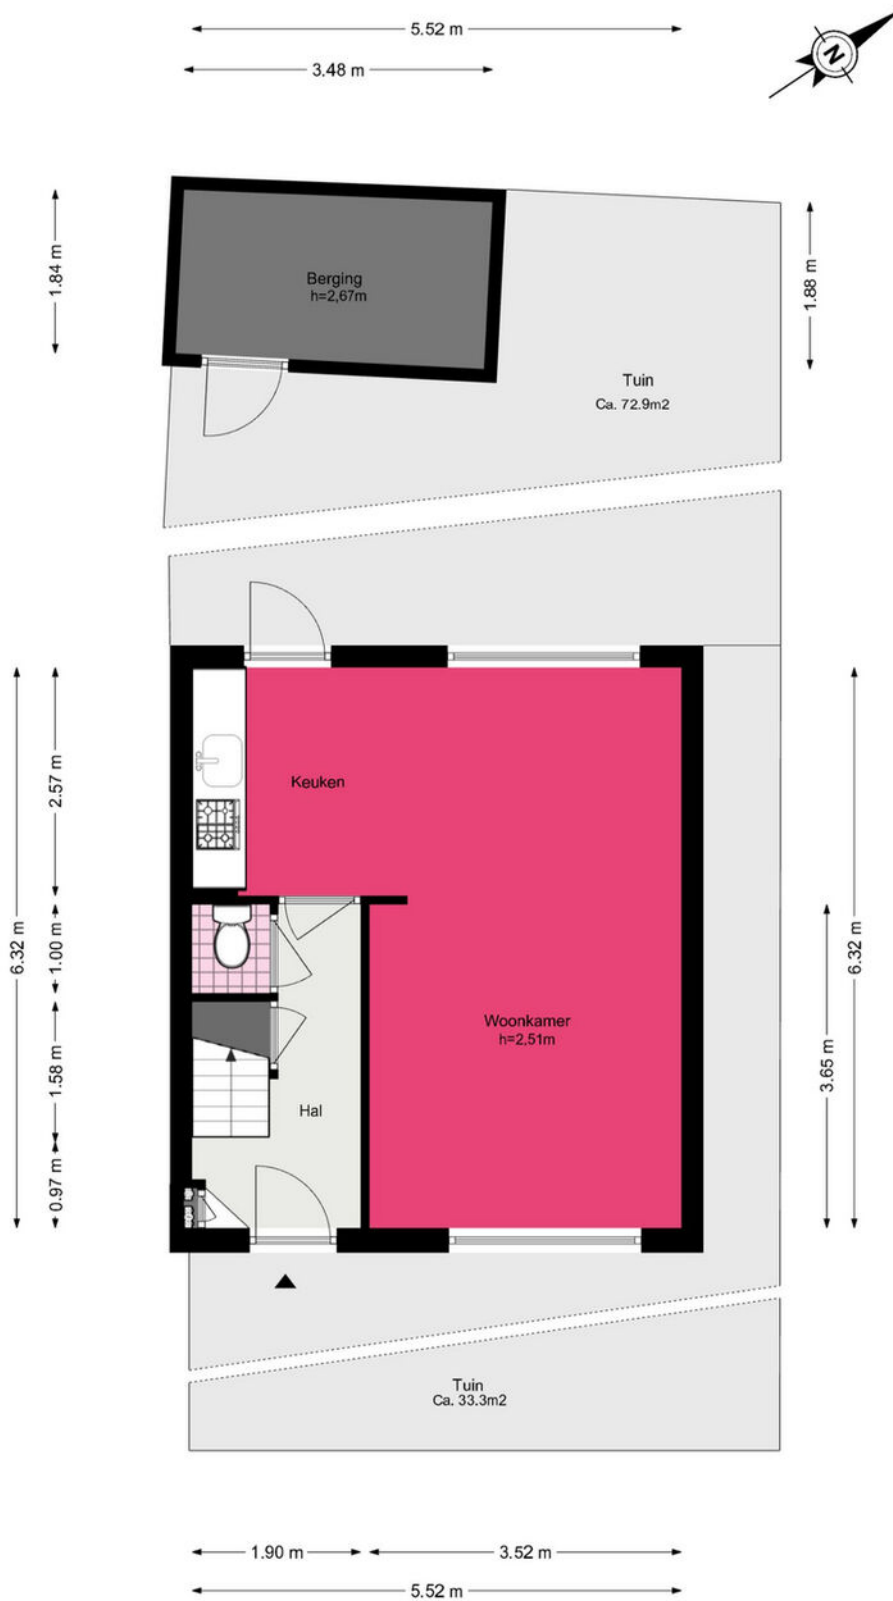 5.52 m
3.48 m
N
1.84 m
1.88 m
Berging
h=2,67m
Tuin
Ca. 72.9m2
6.32 m
2.57 m
1.00 m
1.58 m
0.97 m
Keuken
Woonkamer
h=2,51m
Hal
3.65 m
6.32 m
Tuin
Ca. 33.3m2
1.90 m
3.52 m
5.52 m